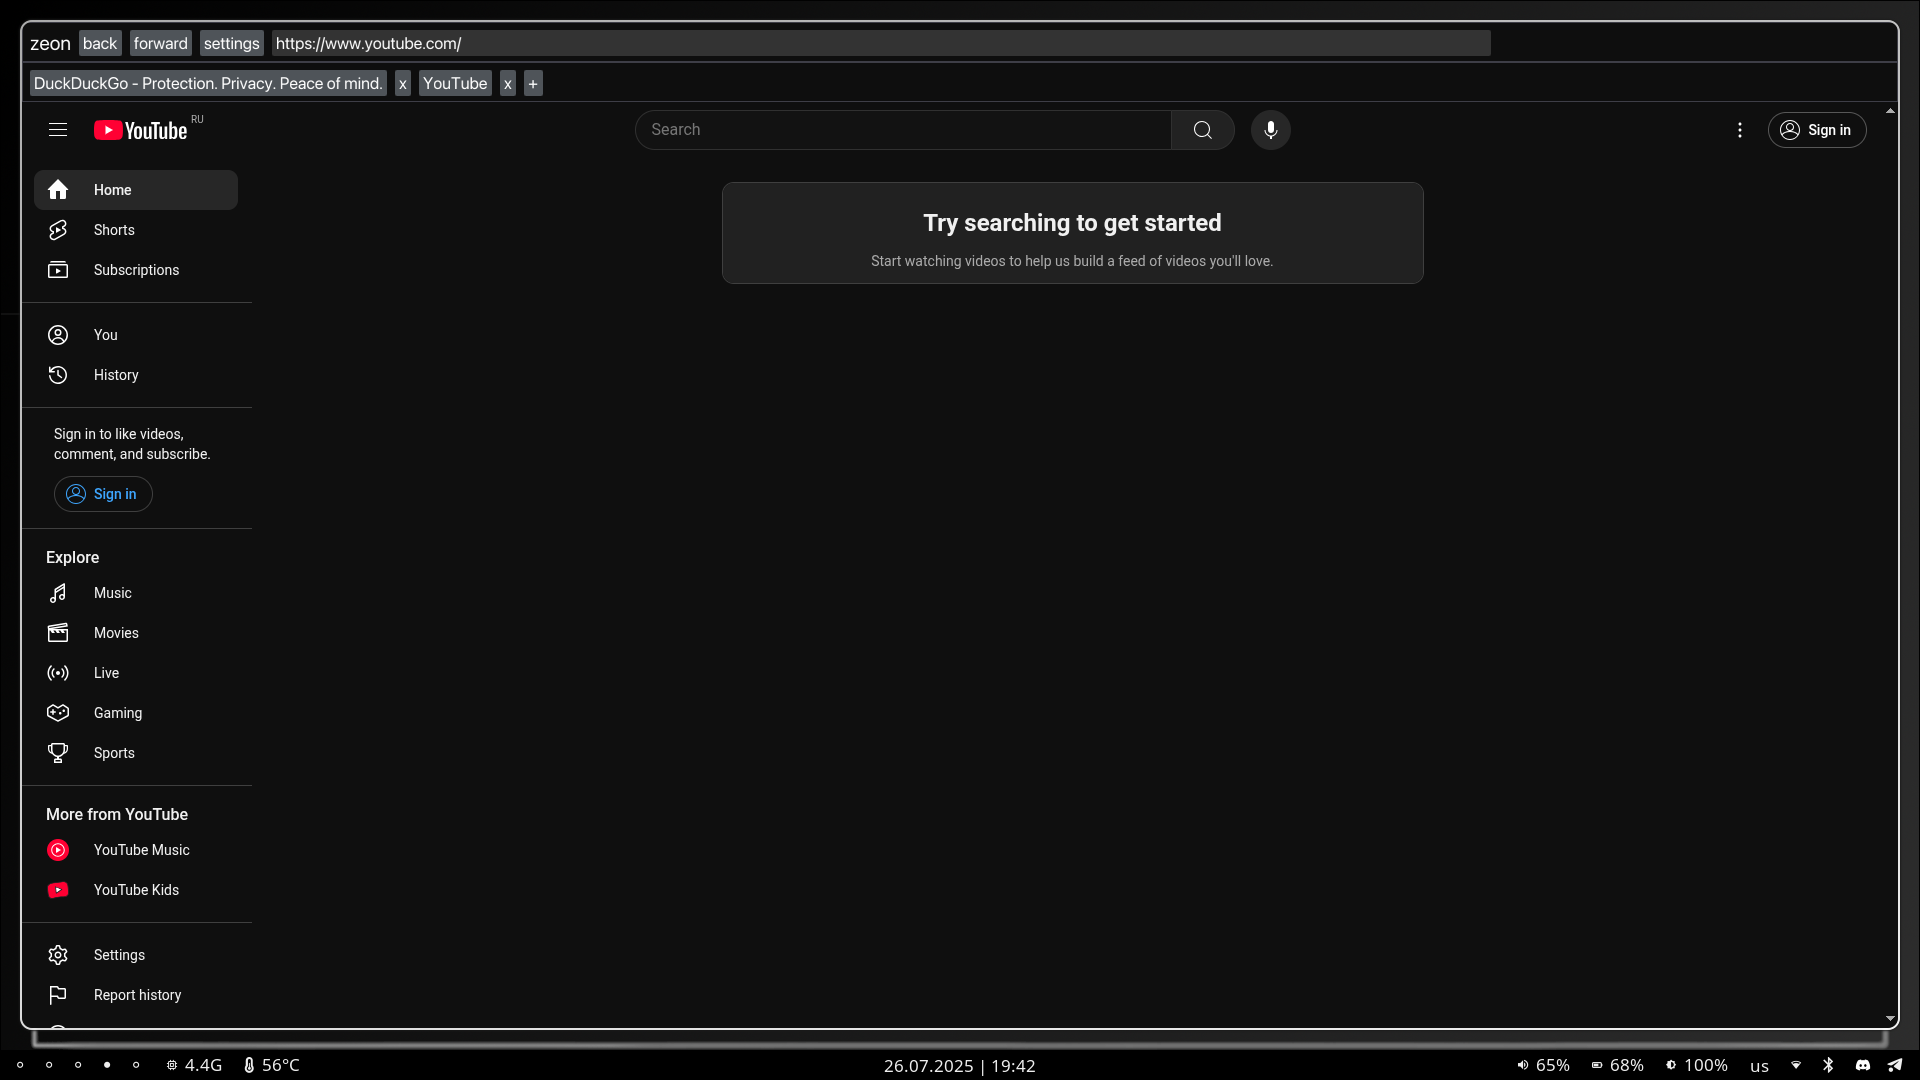 zeon back forward settings https://www.youtube.com/
DuckDuckGo - Protection. Privacy. Peace of mind. x YouTube x +
YouTube RU
Search
Sign in
Home
Shorts
Subscriptions
You
History
Sign in to like videos,
comment, and subscribe.
Sign in
Explore
Music
Movies
Live
Gaming
Sports
More from YouTube
YouTube Music
YouTube Kids
Settings
Report history
Try searching to get started
Start watching videos to help us build a feed of videos you'll love.
4.4G 56°C 26.07.2025 | 19:42 65% 68% 100% us